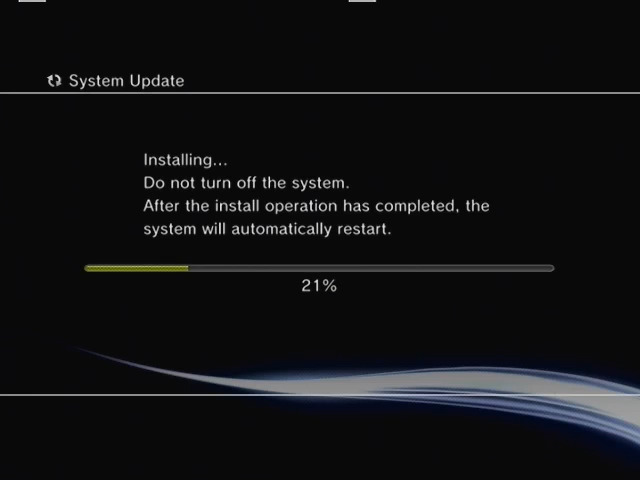 System Update
Installing...
Do not turn off the system.
After the install operation has completed, the
system will automatically restart.
21%